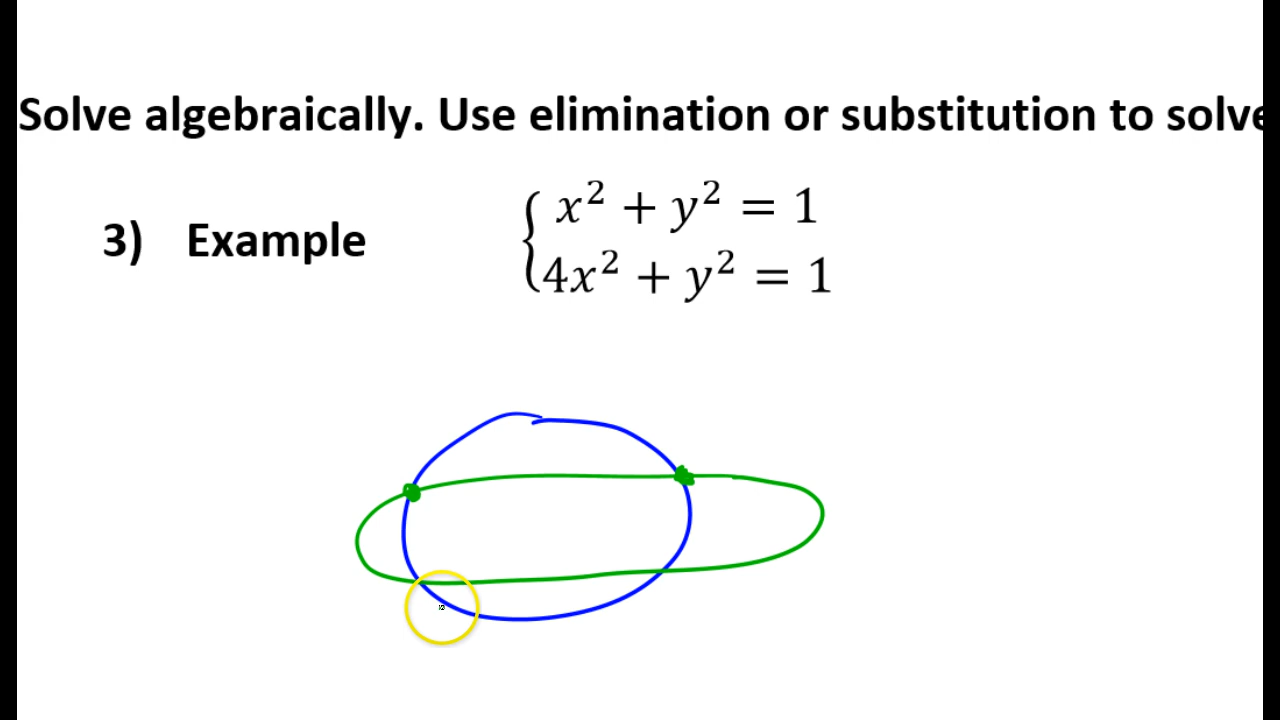 Solve algebraically. Use elimination or substitution to solve
3) Example
x² + y² = 1
4x² + y² = 1